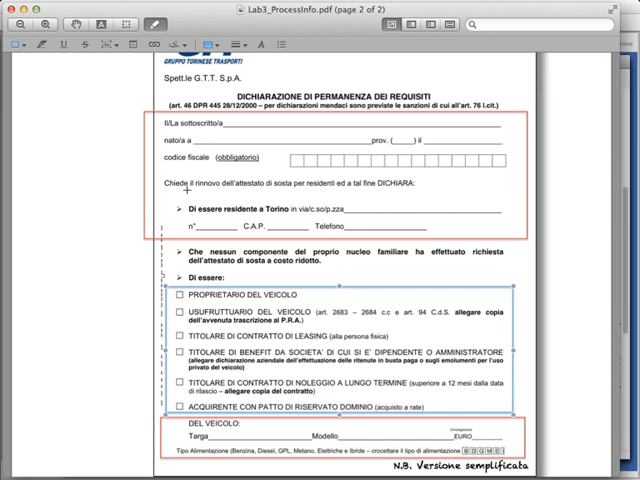 Lab3_ProcessInfo.pdf (page 2 of 2)
GRUPPO TORINESE TRASPORTI
Spett.le G.T.T. S.p.A.
DICHIARAZIONE DI PERMANENZA DEI REQUISITI
(art. 46 DPR 445 28/12/2000 – per dichiarazioni mendaci sono previste le sanzioni di cui all'art. 76 l.cit.)
Il/La sottoscritto/a
nato/a a prov. (_____) il
codice fiscale (obbligatorio)
Chiede il rinnovo dell'attestato di sosta per residenti ed a tal fine DICHIARA:
➢ Di essere residente a Torino in via/c.so/p.zza
n° C.A.P. Telefono
➢ Che nessun componente del proprio nucleo familiare ha effettuato richiesta
dell'attestato di sosta a costo ridotto.
➢ Di essere:
PROPRIETARIO DEL VEICOLO
USUFRUTTUARIO DEL VEICOLO (art. 2683 – 2684 c.c e art. 94 C.d.S. allegare copia
dell'avvenuta trascrizione al P.R.A.)
TITOLARE DI CONTRATTO DI LEASING (alla persona fisica)
TITOLARE DI BENEFIT DA SOCIETA' DI CUI SI E' DIPENDENTE O AMMINISTRATORE
(allegare dichiarazione aziendale dell'effettuazione delle ritenute in busta paga o sugli emolumenti per l'uso
privato del veicolo)
TITOLARE DI CONTRATTO DI NOLEGGIO A LUNGO TERMINE (superiore a 12 mesi dalla data
di rilascio – allegare copia del contratto)
ACQUIRENTE CON PATTO DI RISERVATO DOMINIO (acquisto a rate)
DEL VEICOLO:
Omologazione
Targa Modello EURO
Tipo Alimentazione (Benzina, Diesel, GPL, Metano, Elettriche e Ibride – crocettare il tipo di alimentazione B D G M E I
N.B. Versione semplificata